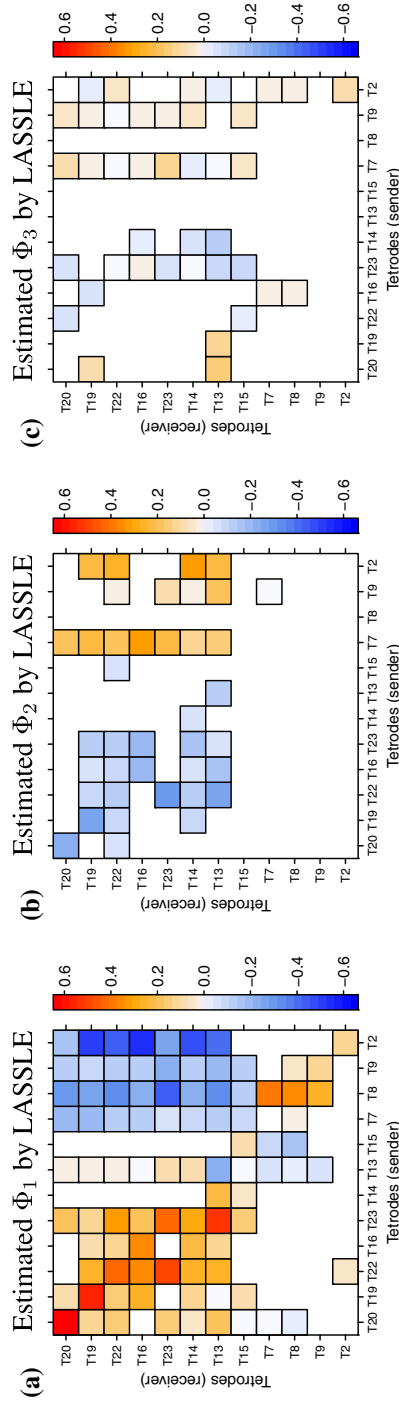 (a) Estimated Φ1 by LASSLE
T20
T19
T22
T16
T23
T14
T13
T15
T7
T8
T9
T2
Tetrodes (receiver)
T20 T19 T22 T16 T23 T14 T13 T15 T7 T8 T9 T2
Tetrodes (sender)
0.6
0.4
0.2
0.0
−0.2
−0.4
−0.6
(b) Estimated Φ2 by LASSLE
T20
T19
T22
T16
T23
T14
T13
T15
T7
T8
T9
T2
Tetrodes (receiver)
T20 T19 T22 T16 T23 T14 T13 T15 T7 T8 T9 T2
Tetrodes (sender)
0.6
0.4
0.2
0.0
−0.2
−0.4
−0.6
(c) Estimated Φ3 by LASSLE
T20
T19
T22
T16
T23
T14
T13
T15
T7
T8
T9
T2
Tetrodes (receiver)
T20 T19 T22 T16 T23 T14 T13 T15 T7 T8 T9 T2
Tetrodes (sender)
0.6
0.4
0.2
0.0
−0.2
−0.4
−0.6